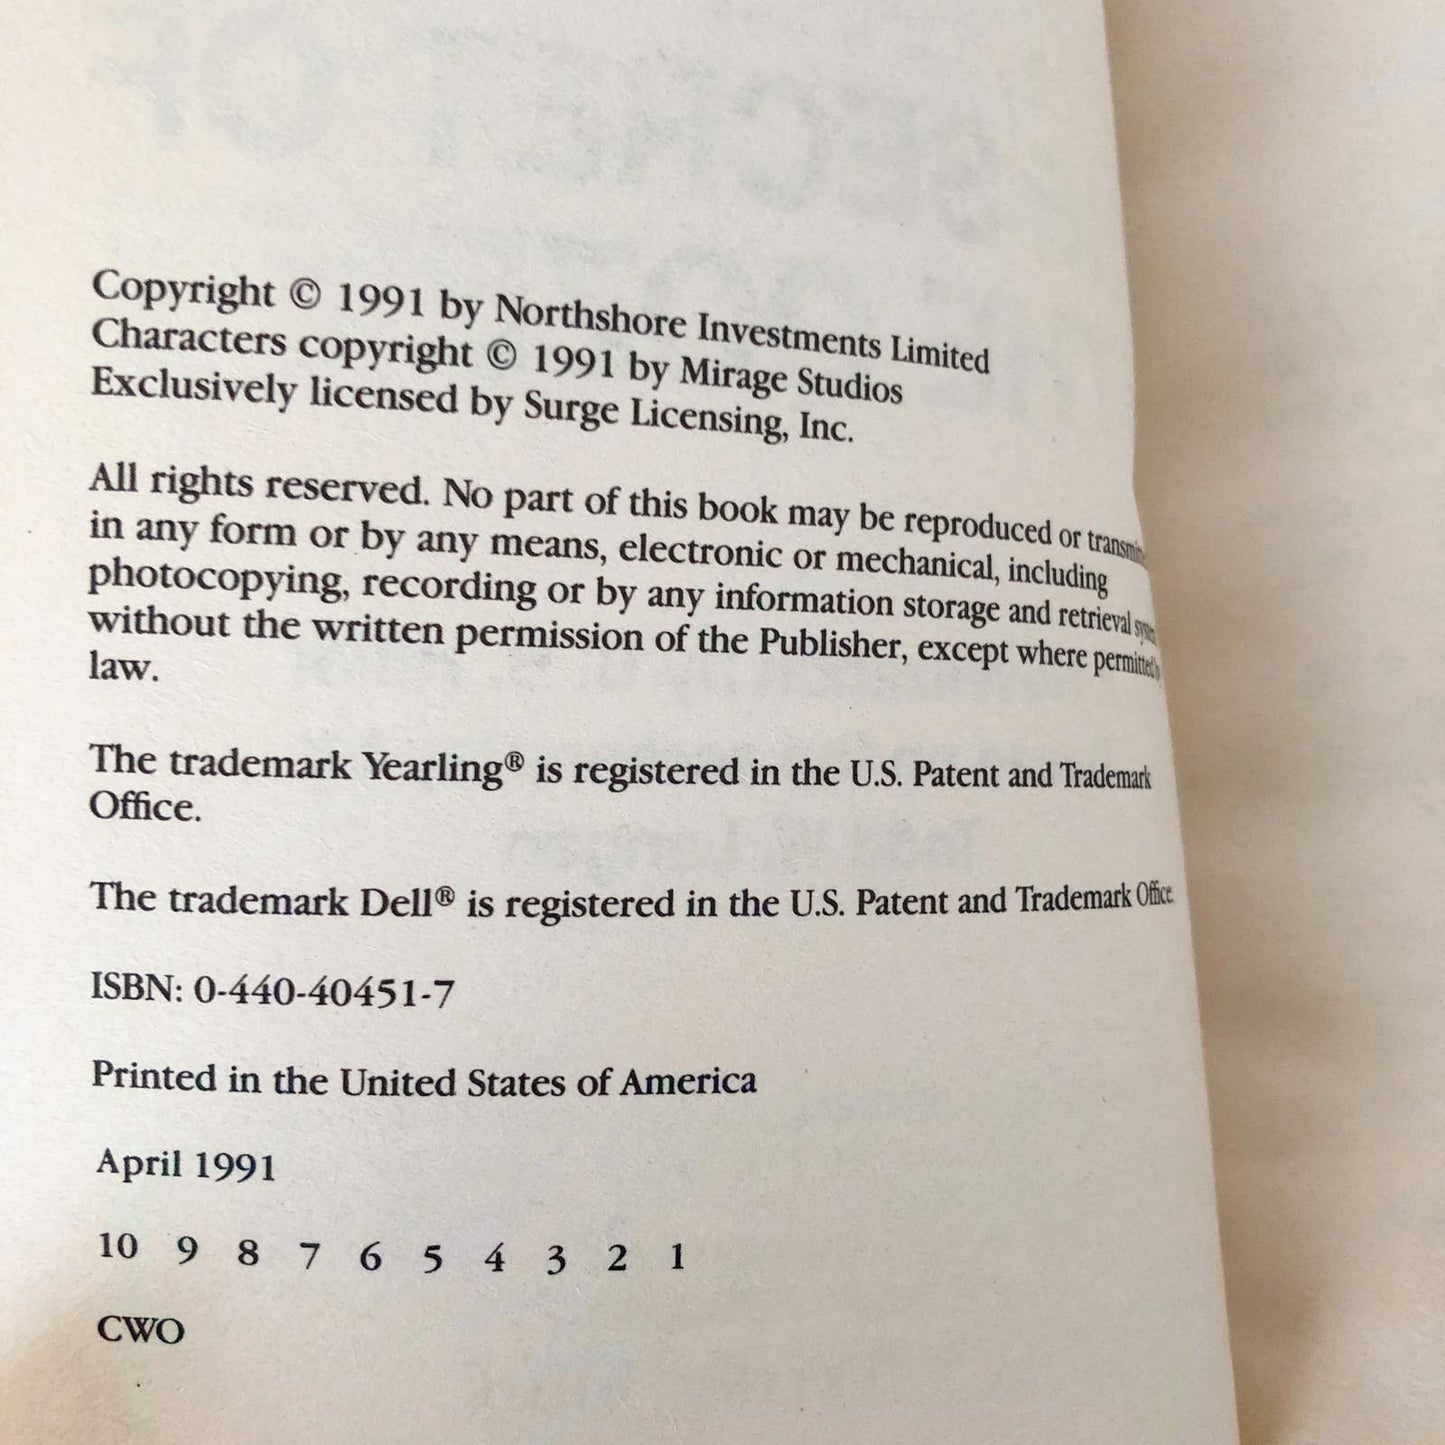 Copyright © 1991 by Northshore Investments Limited
Characters copyright © 1991 by Mirage Studios
Exclusively licensed by Surge Licensing, Inc.
All rights reserved. No part of this book may be reproduced or
in any form or by any means, electronic or mechanical, including
photocopying, recording or by any information storage and retrieval
without the written permission of the Publisher, except where permitted
law.
The trademark Yearling® is registered in the U.S. Patent and Trademark
Office.
The trademark Dell® is registered in the U.S. Patent and Trademark Office.
ISBN: 0-440-40451-7
Printed in the United States of America
April 1991
10 9 8 7 6 5 4 3 2 1
CWO